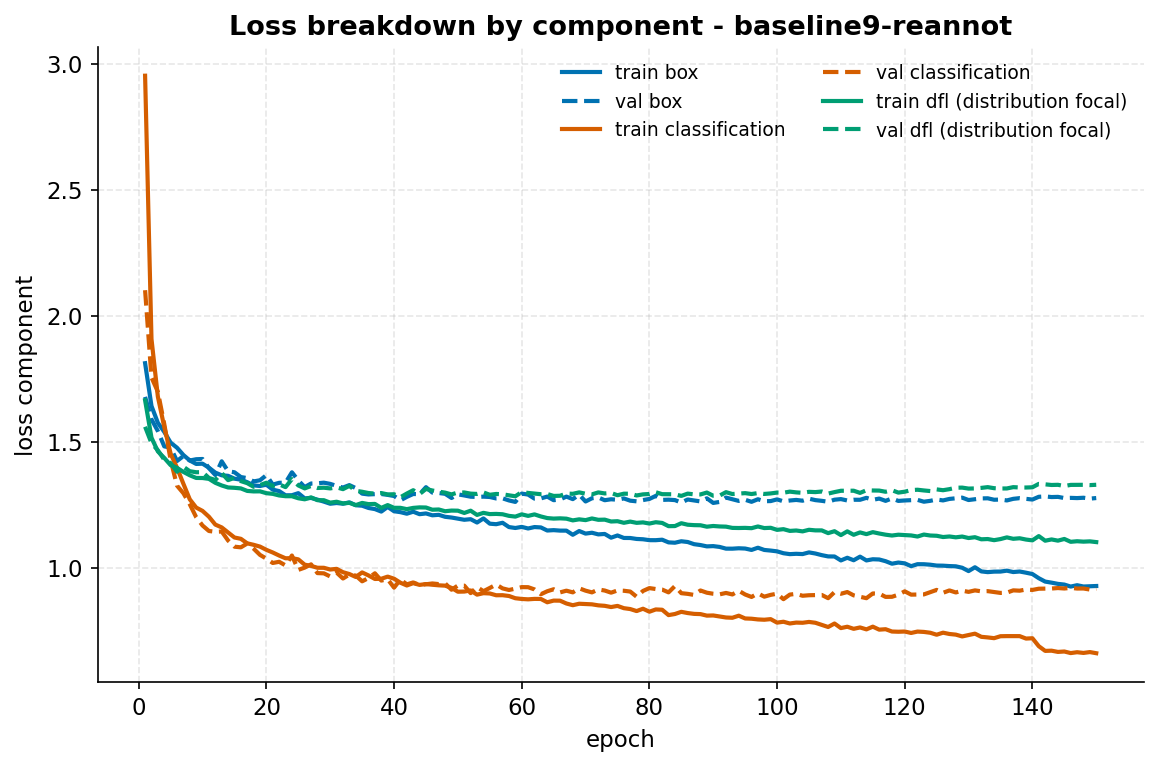 Loss breakdown by component - baseline9-reannot
3.0
2.5
2.0
1.5
1.0
loss component
train box
val box
train classification
val classification
train dfl (distribution focal)
val dfl (distribution focal)
0 20 40 60 80 100 120 140
epoch